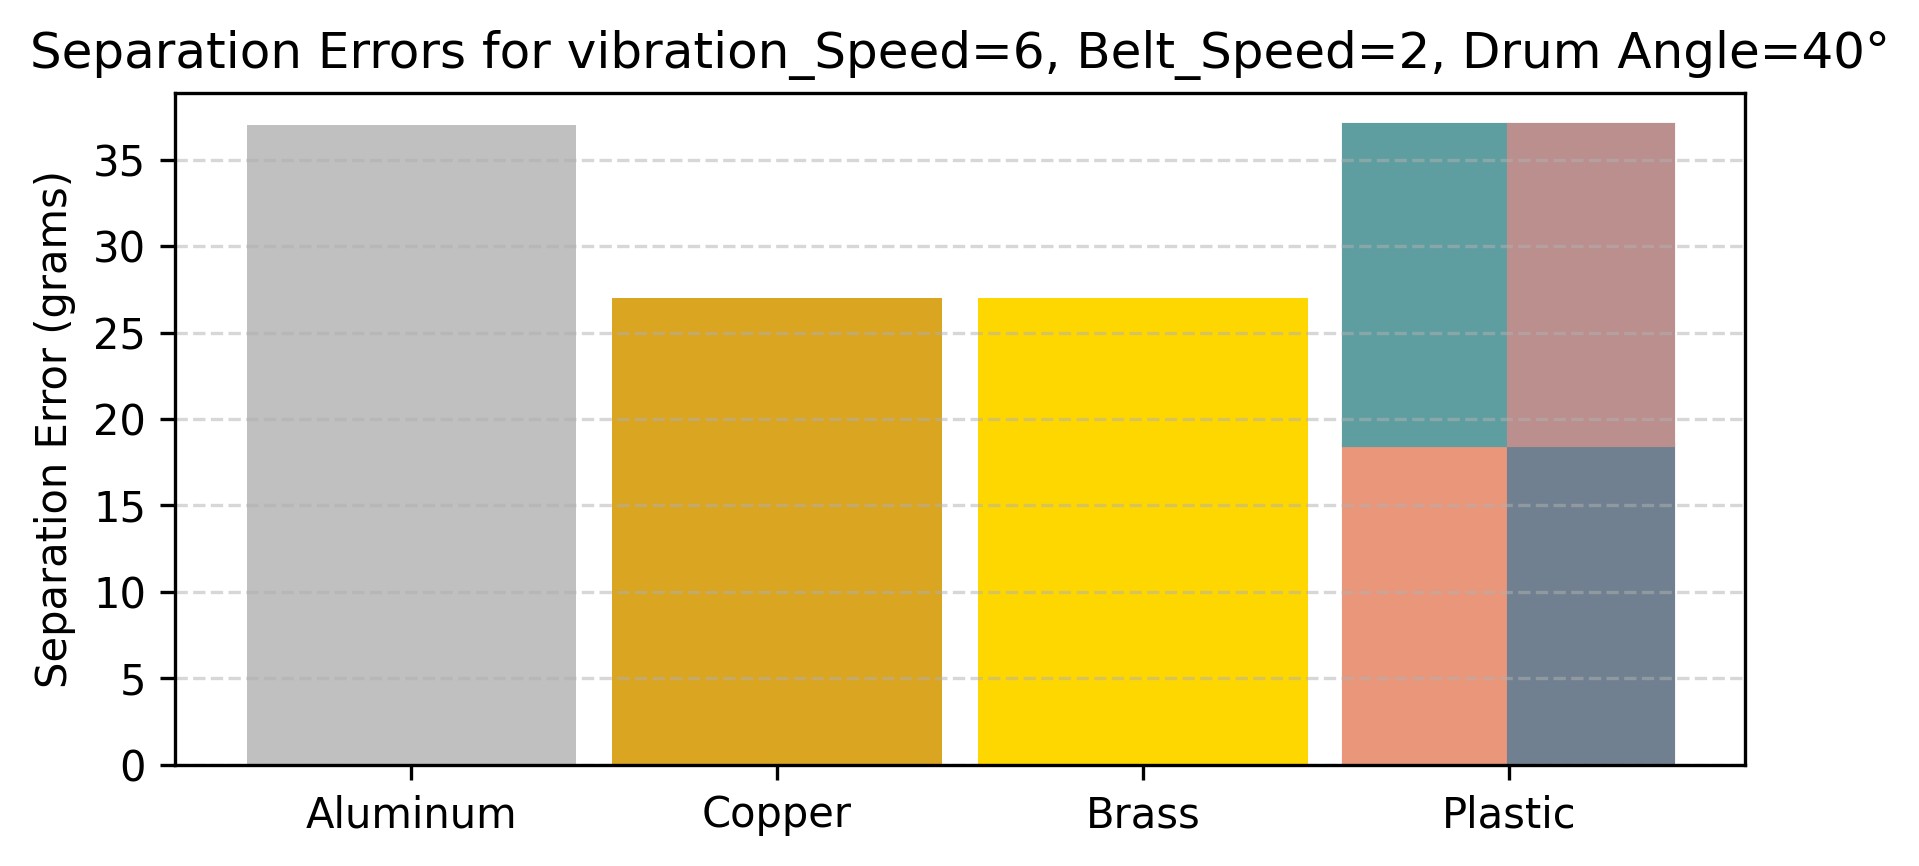 Separation Errors for vibration_Speed=6, Belt_Speed=2, Drum Angle=40°
Separation Error (grams)
35
30
25
20
15
10
5
0
Aluminum Copper Brass Plastic